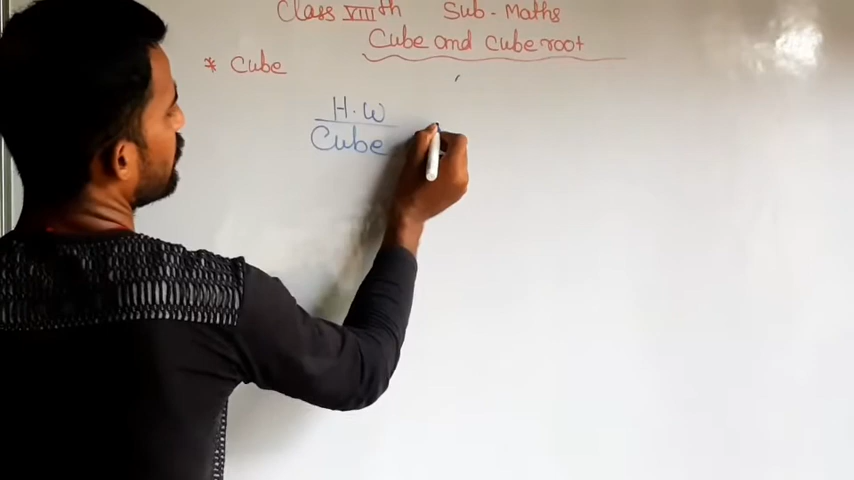 Class VIIIth Sub - Maths
Cube and cube root
* Cube
H.W
Cube